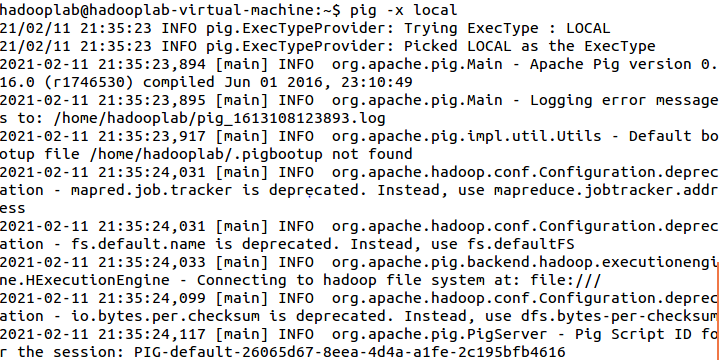 hadooplab@hadooplab-virtual-machine:~$ pig -x local
21/02/11 21:35:23 INFO pig.ExecTypeProvider: Trying ExecType : LOCAL
21/02/11 21:35:23 INFO pig.ExecTypeProvider: Picked LOCAL as the ExecType
2021-02-11 21:35:23,894 [main] INFO  org.apache.pig.Main - Apache Pig version 0.
16.0 (r1746530) compiled Jun 01 2016, 23:10:49
2021-02-11 21:35:23,895 [main] INFO  org.apache.pig.Main - Logging error message
s to: /home/hadooplab/pig_1613108123893.log
2021-02-11 21:35:23,917 [main] INFO  org.apache.pig.impl.util.Utils - Default bo
otup file /home/hadooplab/.pigbootup not found
2021-02-11 21:35:24,031 [main] INFO  org.apache.hadoop.conf.Configuration.deprec
ation - mapred.job.tracker is deprecated. Instead, use mapreduce.jobtracker.addr
ess
2021-02-11 21:35:24,031 [main] INFO  org.apache.hadoop.conf.Configuration.deprec
ation - fs.default.name is deprecated. Instead, use fs.defaultFS
2021-02-11 21:35:24,033 [main] INFO  org.apache.pig.backend.hadoop.executionengi
ne.HExecutionEngine - Connecting to hadoop file system at: file:///
2021-02-11 21:35:24,099 [main] INFO  org.apache.hadoop.conf.Configuration.deprec
ation - io.bytes.per.checksum is deprecated. Instead, use dfs.bytes-per-checksum
2021-02-11 21:35:24,117 [main] INFO  org.apache.pig.PigServer - Pig Script ID fo
r the session: PIG-default-26065d67-8eea-4d4a-a1fe-2c195bfb4616